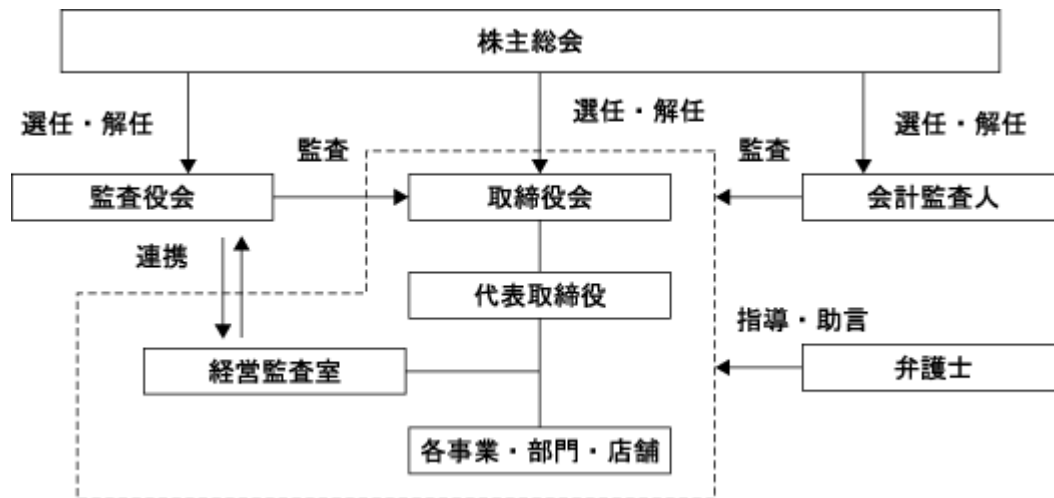 株主総会
選任・解任
選任・解任
選任・解任
監査
監査
監査役会
取締役会
会計監査人
連携
代表取締役
指導・助言
経営監査室
弁護士
各事業・部門・店舗